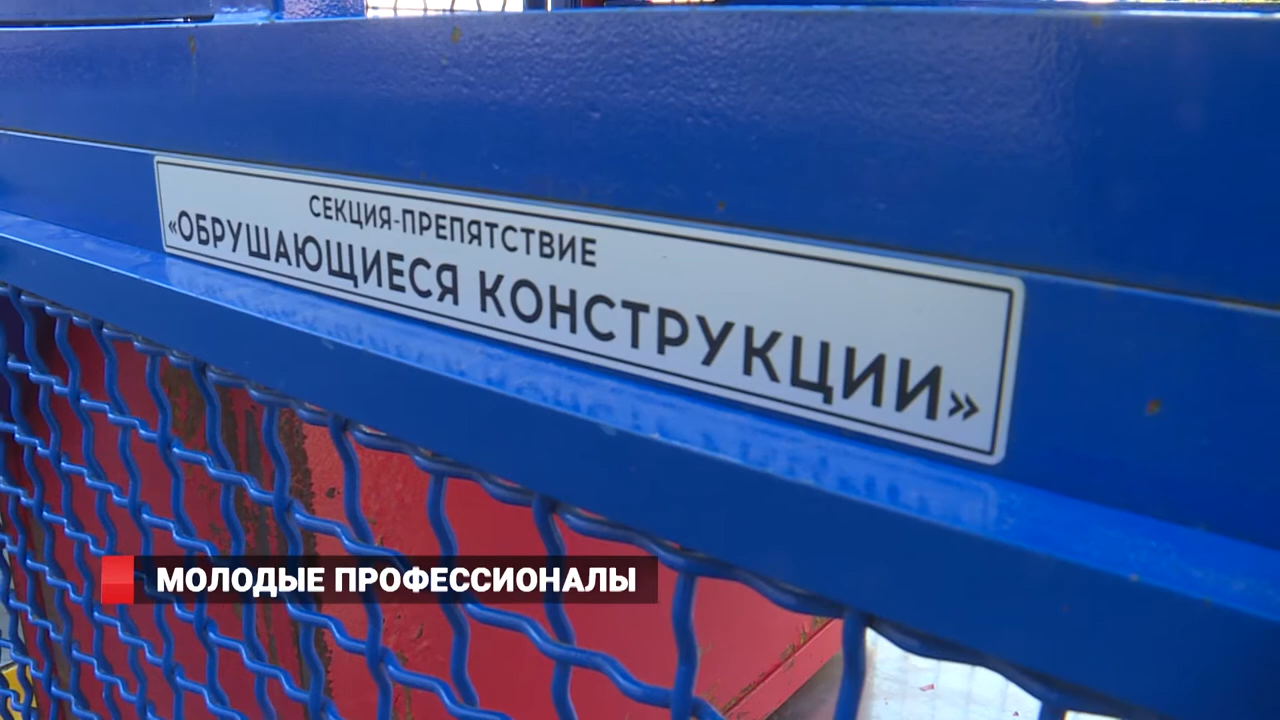 СЕКЦИЯ-ПРЕПЯТСТВИЕ
«ОБРУШАЮЩИЕСЯ КОНСТРУКЦИИ»
МОЛОДЫЕ ПРОФЕССИОНАЛЫ